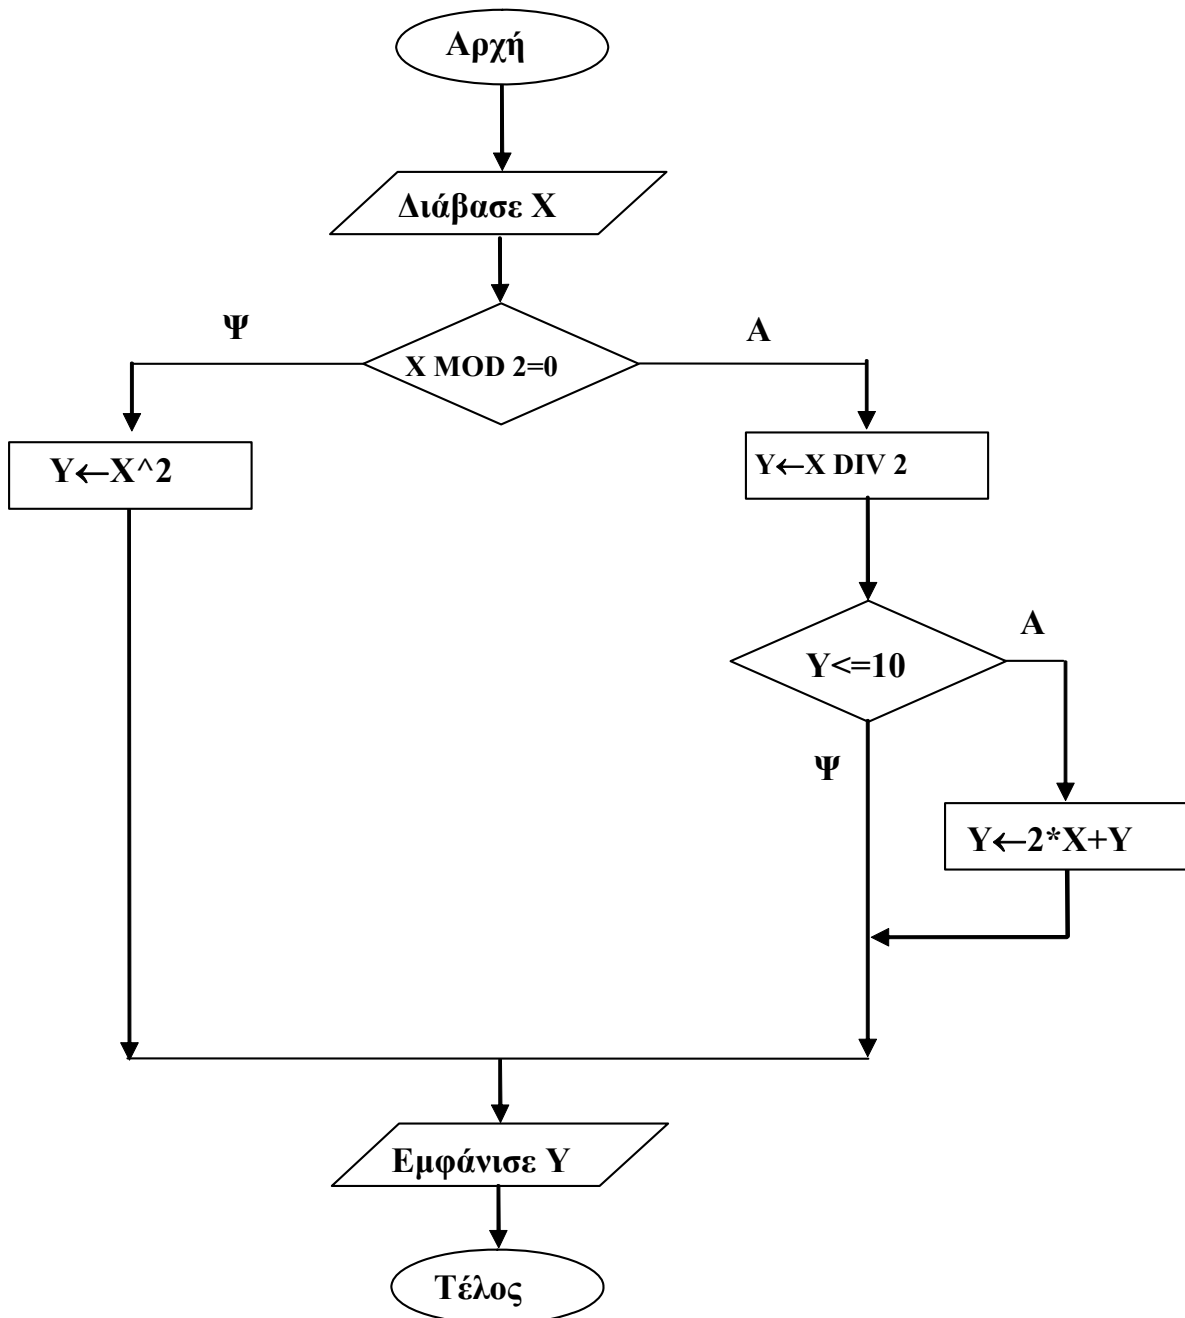 Αρχή
Διάβασε Χ
Ψ
Α
X MOD 2=0
Y←X^2
Y←X DIV 2
Α
Y<=10
Ψ
Y←2*X+Y
Εμφάνισε Υ
Τέλος